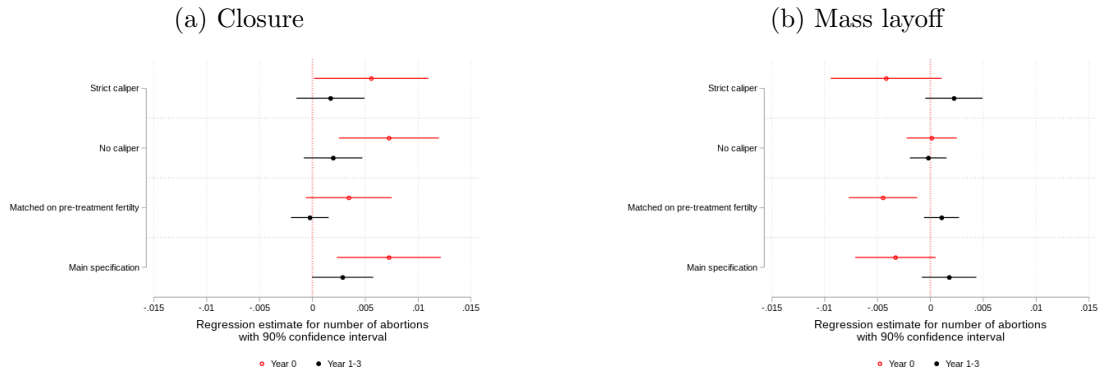 (a) Closure
Strict caliper
No caliper
Matched on pre-treatment fertilty
Main specification
-.015 -.01 -.005 0 .005 .01 .015
Regression estimate for number of abortions
with 90% confidence interval
Year 0 Year 1-3
(b) Mass layoff
Strict caliper
No caliper
Matched on pre-treatment fertilty
Main specification
-.015 -.01 -.005 0 .005 .01 .015
Regression estimate for number of abortions
with 90% confidence interval
Year 0 Year 1-3